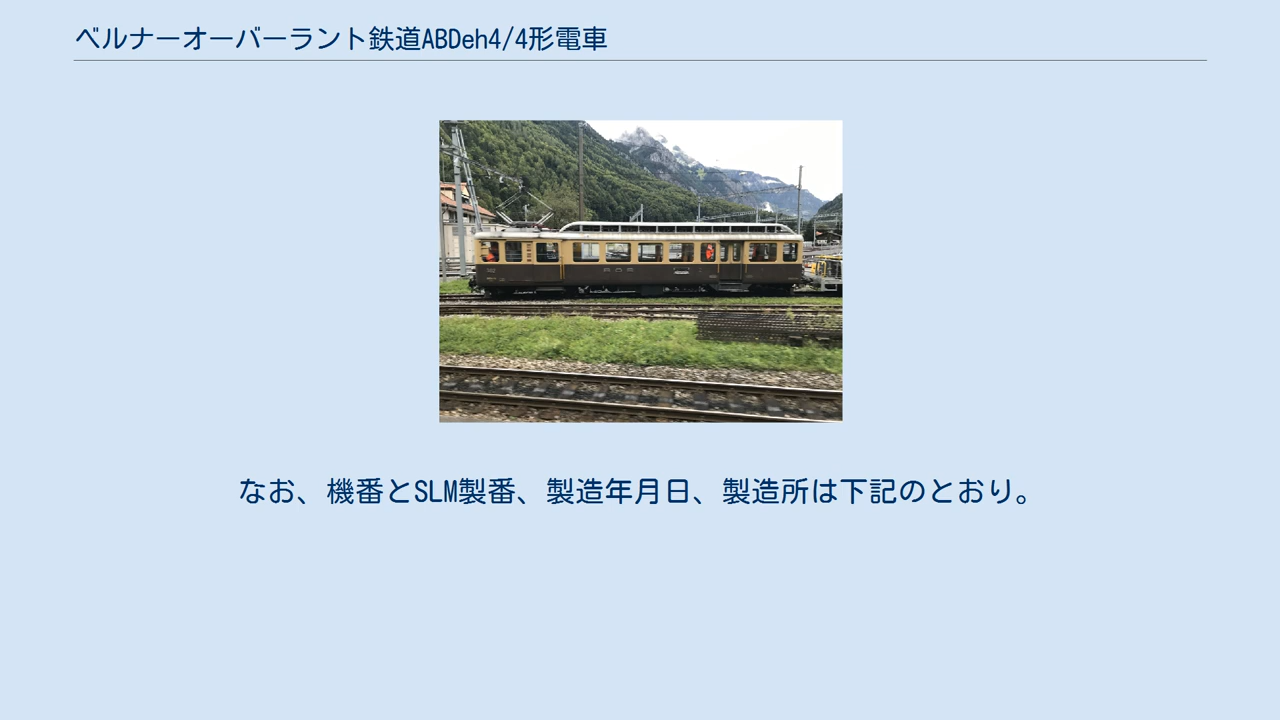 ベルナーオーバーラント鉄道ABDeh4/4形電車
なお、機番とSLM製番、製造年月日、製造所は下記のとおり。